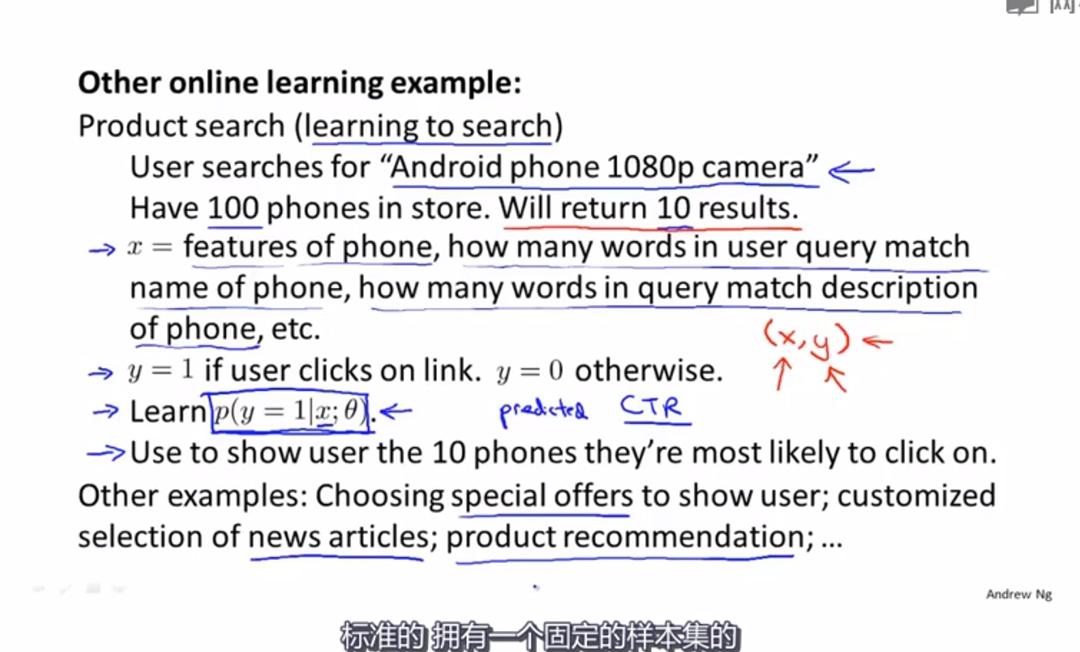 Other online learning example:
Product search (learning to search)
User searches for “Android phone 1080p camera” ←
Have 100 phones in store. Will return 10 results.
→ x = features of phone, how many words in user query match
name of phone, how many words in query match description
of phone, etc.
(x, y) ←
→ y = 1 if user clicks on link. y = 0 otherwise.
→ Learn p(y = 1|x; θ). ← predicted CTR
→ Use to show user the 10 phones they’re most likely to click on.
Other examples: Choosing special offers to show user; customized
selection of news articles; product recommendation; ...
Andrew Ng
标准的 拥有一个固定的样本集的